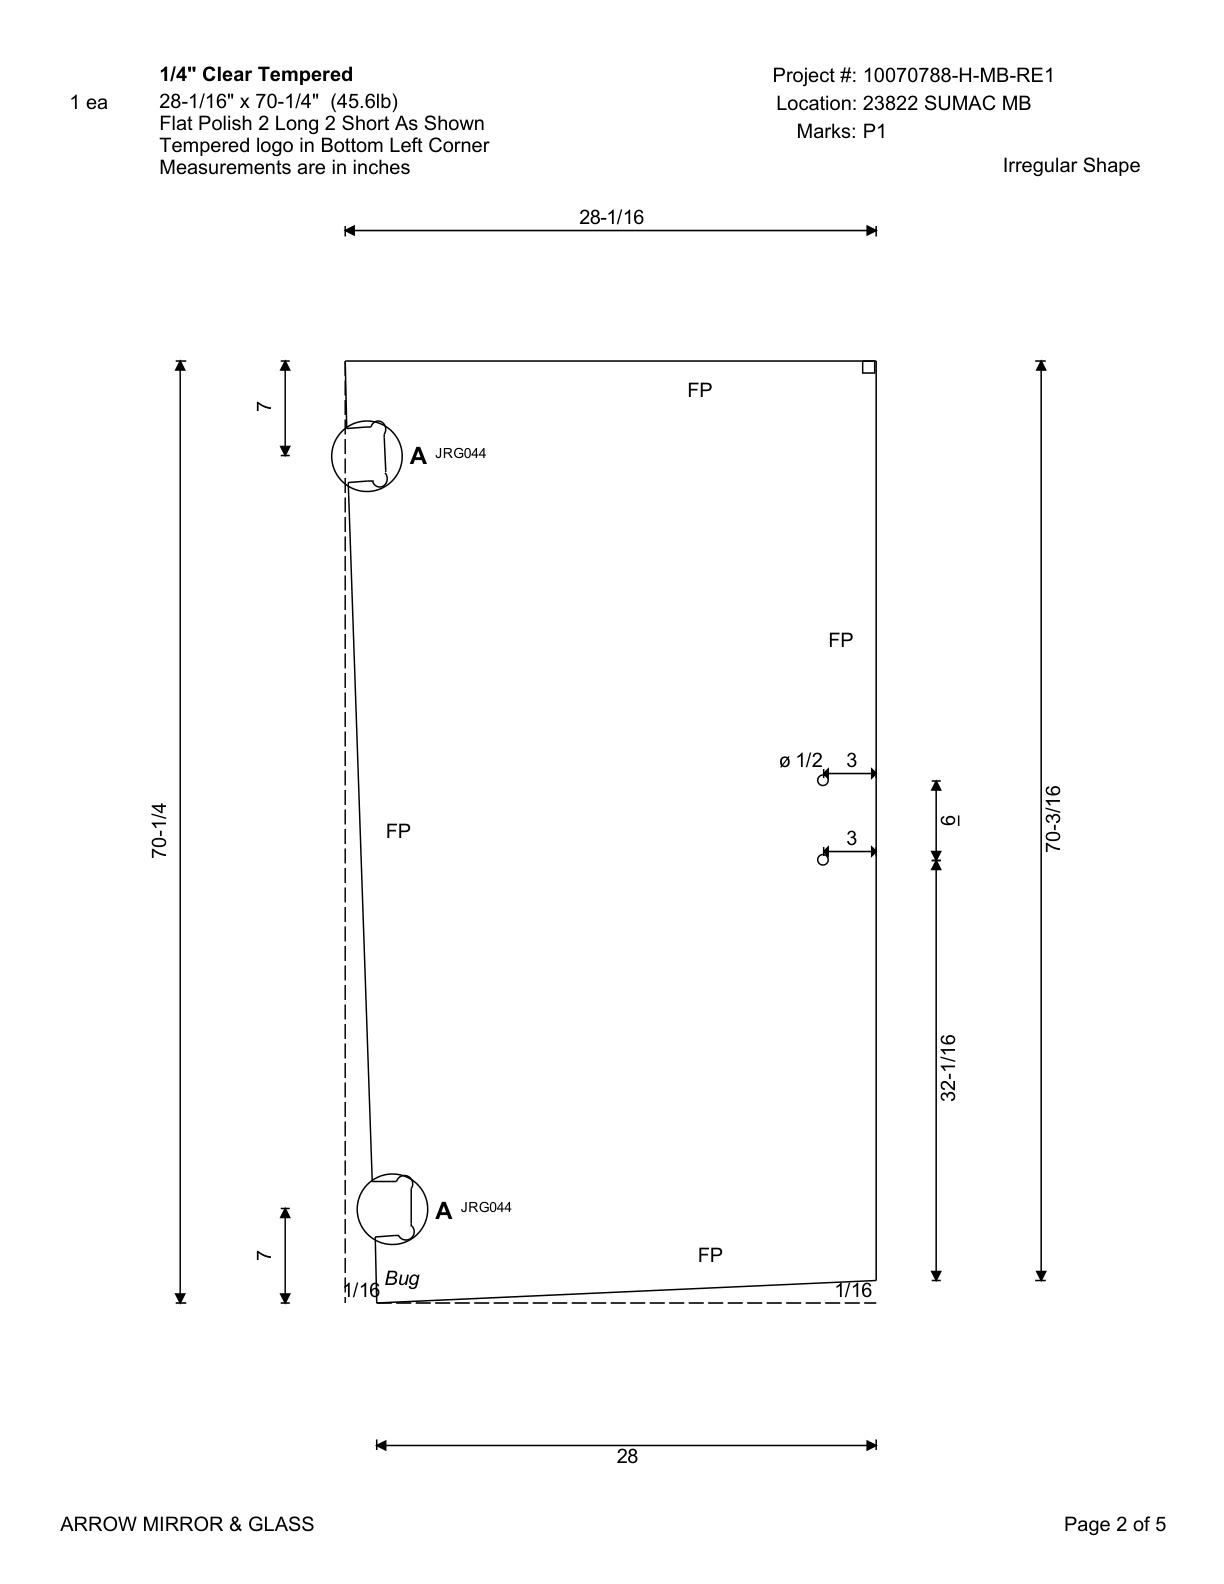 1/4" Clear Tempered
1 ea
28-1/16" x 70-1/4" (45.6lb)
Flat Polish 2 Long 2 Short As Shown
Tempered logo in Bottom Left Corner
Measurements are in inches
Project #: 10070788-H-MB-RE1
Location: 23822 SUMAC MB
Marks: P1
Irregular Shape
28-1/16
7
FP
A JRG044
FP
ø 1/2
3
6
70-1/4
FP
3
70-3/16
32-1/16
A JRG044
7
FP
1/16
Bug
1/16
28
ARROW MIRROR & GLASS
Page 2 of 5